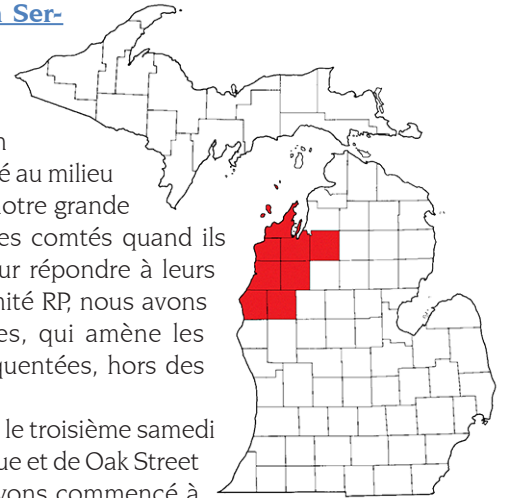 Ser-
é au milieu
notre grande
es comtés quand ils
ur répondre à leurs
nité RP, nous avons
es, qui amène les
quentées, hors des
le troisième samedi
ue et de Oak Street
vons commencé à